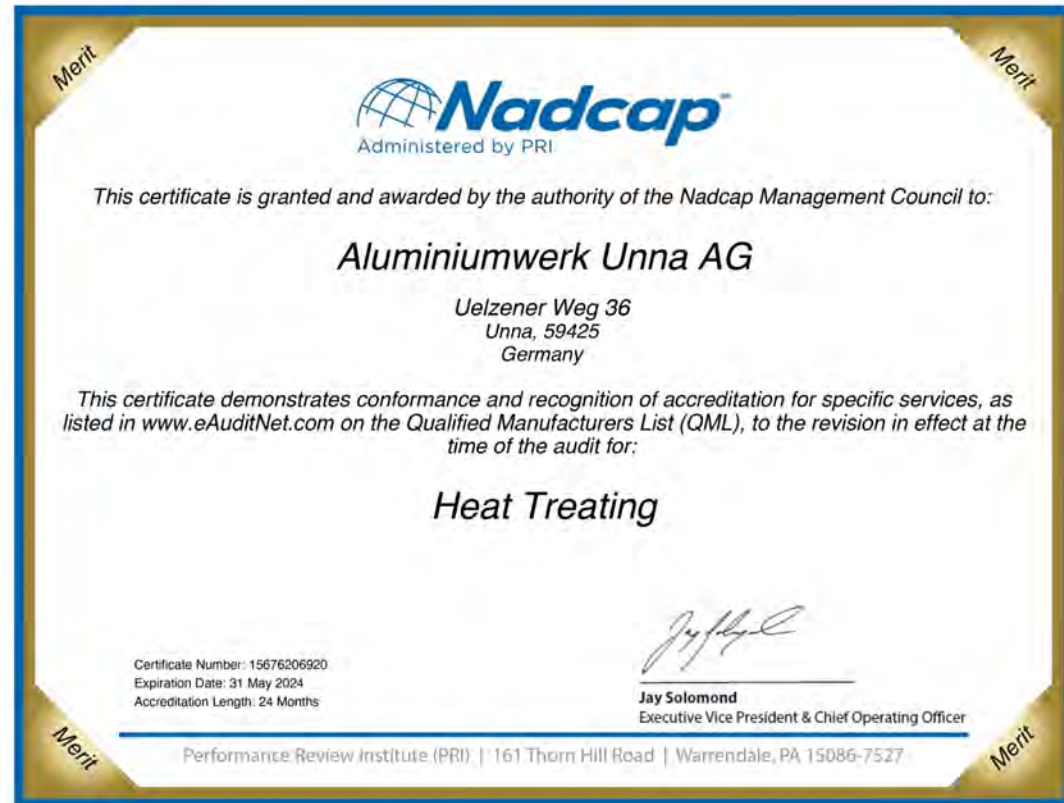 Merit
Merit
Nadcap™
Administered by PRI
This certificate is granted and awarded by the authority of the Nadcap Management Council to:
Aluminiumwerk Unna AG
Uelzener Weg 36
Unna, 59425
Germany
This certificate demonstrates conformance and recognition of accreditation for specific services, as
listed in www.eAuditNet.com on the Qualified Manufacturers List (QML), to the revision in effect at the
time of the audit for:
Heat Treating
Certificate Number: 15676206920
Expiration Date: 31 May 2024
Accreditation Length: 24 Months
Jay Solomond
Executive Vice President & Chief Operating Officer
Merit
Merit
Performance Review Institute (PRI) | 161 Thorn Hill Road | Warrendale, PA 15086-7527